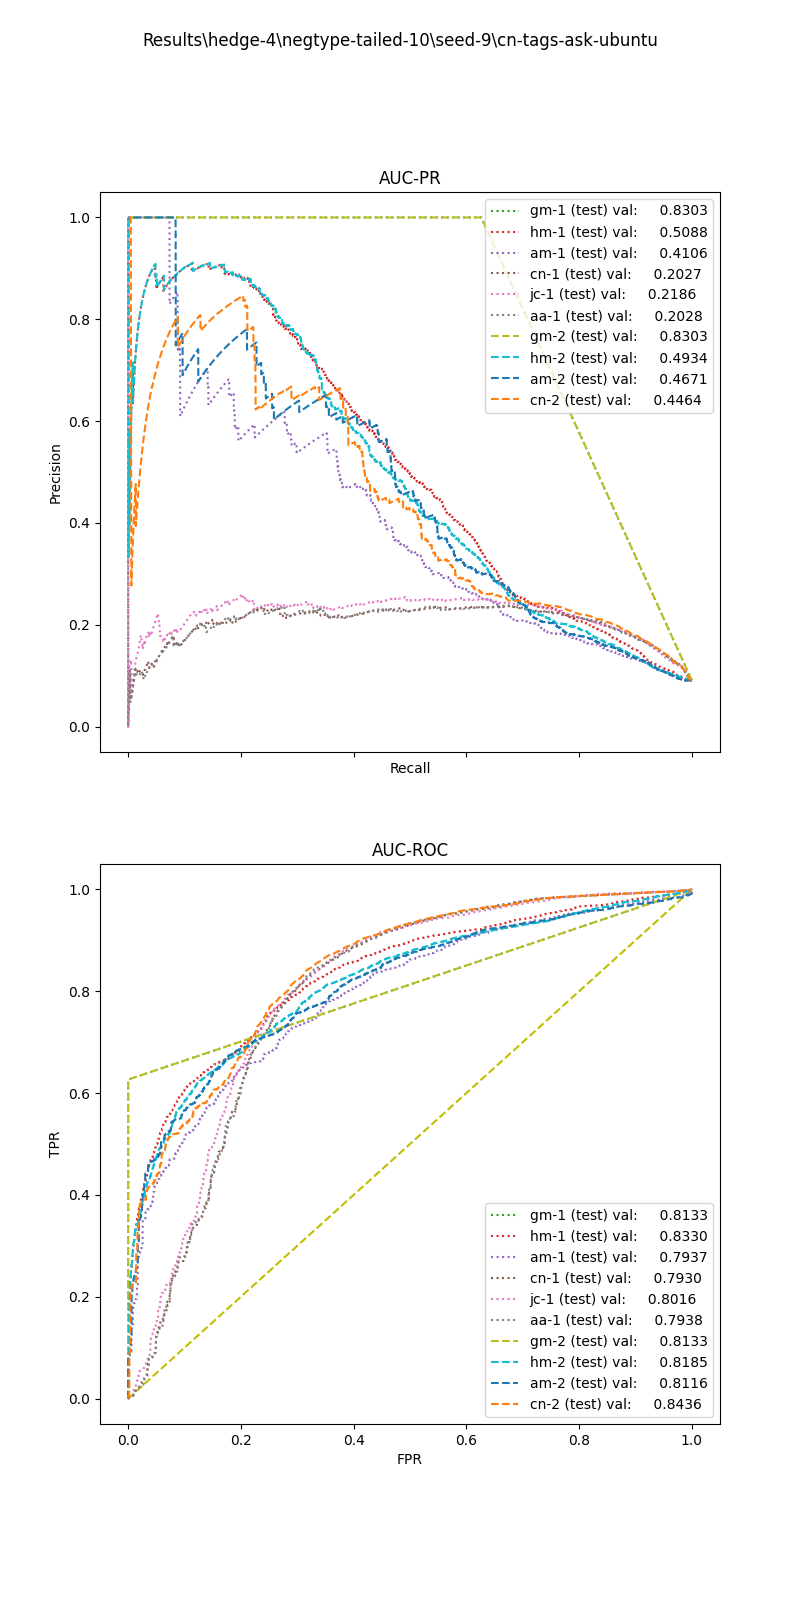 Results\hedge-4\negtype-tailed-10\seed-9\cn-tags-ask-ubuntu
AUC-PR
1.0
0.8
0.6
0.4
0.2
0.0
Precision
gm-1 (test) val: 0.8303
hm-1 (test) val: 0.5088
am-1 (test) val: 0.4106
cn-1 (test) val: 0.2027
jc-1 (test) val: 0.2186
aa-1 (test) val: 0.2028
gm-2 (test) val: 0.8303
hm-2 (test) val: 0.4934
am-2 (test) val: 0.4671
cn-2 (test) val: 0.4464
Recall
AUC-ROC
1.0
0.8
0.6
0.4
0.2
0.0
TPR
gm-1 (test) val: 0.8133
hm-1 (test) val: 0.8330
am-1 (test) val: 0.7937
cn-1 (test) val: 0.7930
jc-1 (test) val: 0.8016
aa-1 (test) val: 0.7938
gm-2 (test) val: 0.8133
hm-2 (test) val: 0.8185
am-2 (test) val: 0.8116
cn-2 (test) val: 0.8436
0.0 0.2 0.4 0.6 0.8 1.0
FPR